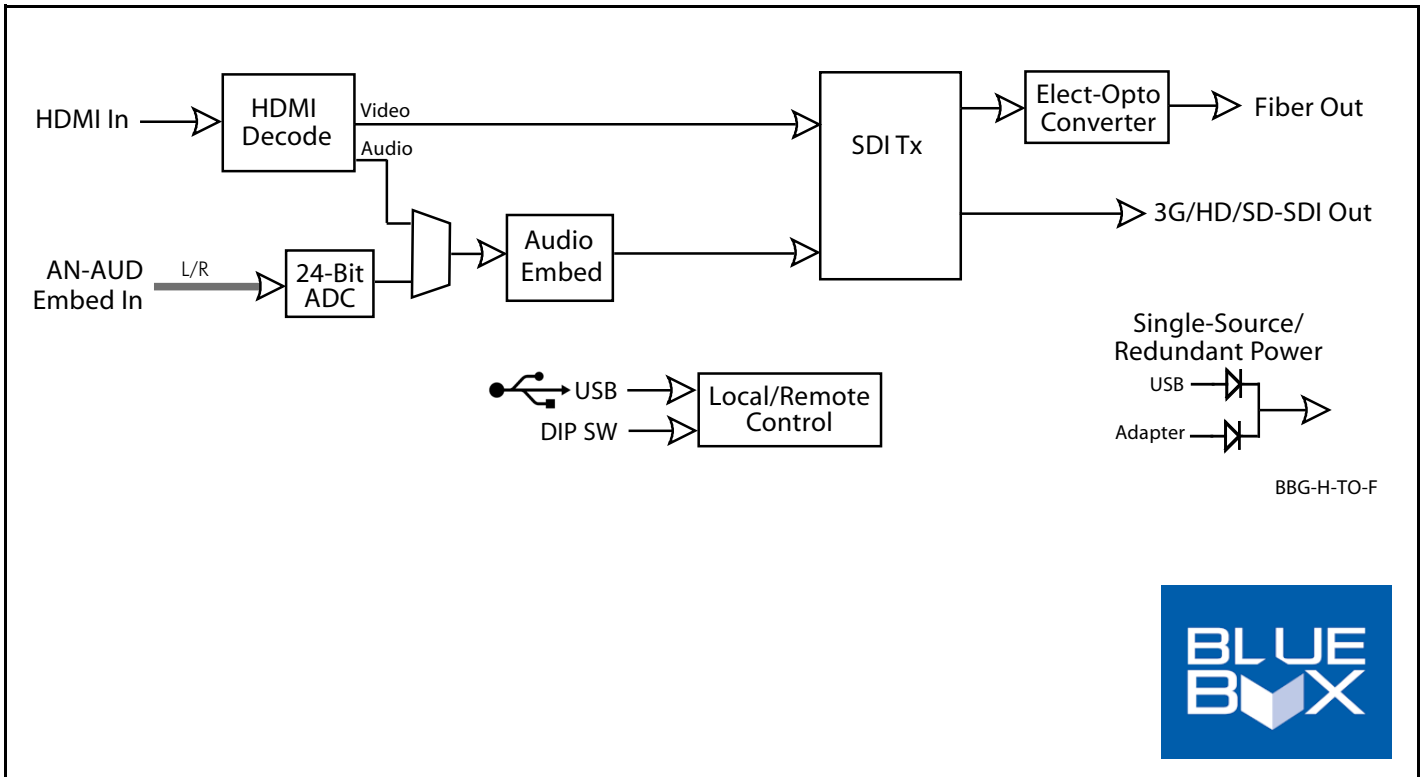 HDMI In
HDMI
Decode
Video
Audio
AN-AUD
Embed In
L/R
24-Bit
ADC
Audio
Embed
SDI Tx
Elect-Opto
Converter
Fiber Out
3G/HD/SD-SDI Out
USB
DIP SW
Local/Remote
Control
Single-Source/
Redundant Power
USB
Adapter
BBG-H-TO-F
BLUE
BOX